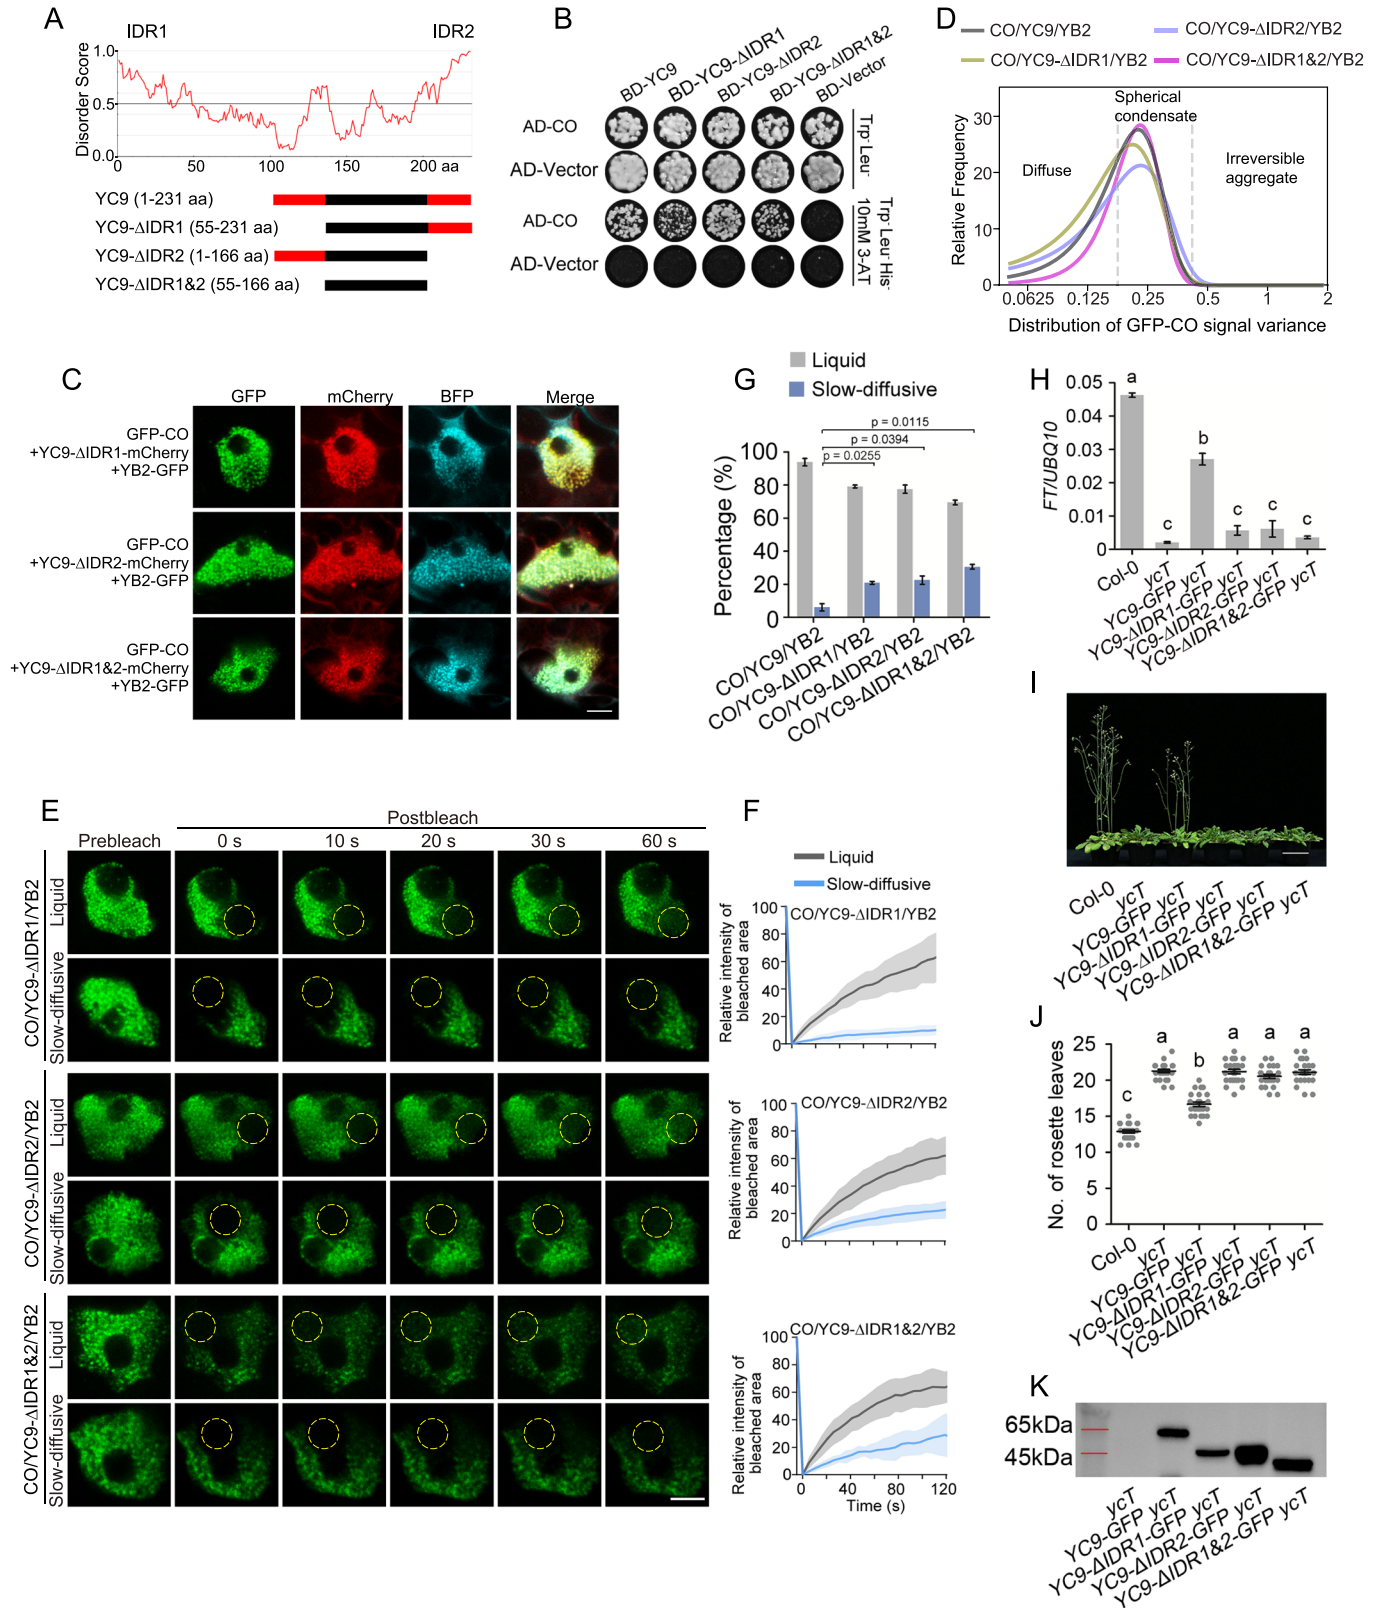 A
IDR1
IDR2
Disorder Score
1.0
0.5
0.0
0
50
100
150
200 aa
YC9 (1-231 aa)
YC9-ΔIDR1 (55-231 aa)
YC9-ΔIDR2 (1-166 aa)
YC9-ΔIDR1&2 (55-166 aa)
B
BD-YC9
BD-YC9-ΔIDR1
BD-YC9-ΔIDR2
BD-YC9-ΔIDR1&2
BD-Vector
AD-CO
AD-Vector
AD-CO
AD-Vector
Trp⁻Leu⁻
Trp⁻Leu⁻His⁻
10mM 3-AT
D
CO/YC9/YB2
CO/YC9-ΔIDR2/YB2
CO/YC9-ΔIDR1/YB2
CO/YC9-ΔIDR1&2/YB2
Relative Frequency
30
20
10
0
Diffuse
Spherical
condensate
Irreversible
aggregate
0.0625
0.125
0.25
0.5
1
2
Distribution of GFP-CO signal variance
C
GFP
mCherry
BFP
Merge
GFP-CO
+YC9-ΔIDR1-mCherry
+YB2-GFP
GFP-CO
+YC9-ΔIDR2-mCherry
+YB2-GFP
GFP-CO
+YC9-ΔIDR1&2-mCherry
+YB2-GFP
G
Liquid
Slow-diffusive
Percentage (%)
100
80
60
40
20
0
p = 0.0115
p = 0.0394
p = 0.0255
CO/YC9/YB2
CO/YC9-ΔIDR1/YB2
CO/YC9-ΔIDR2/YB2
CO/YC9-ΔIDR1&2/YB2
H
FT/UBQ10
0.05
0.04
0.03
0.02
0.01
0
a
c
b
c
c
c
Col-0
ycT
YC9-GFP ycT
YC9-ΔIDR1-GFP ycT
YC9-ΔIDR2-GFP ycT
YC9-ΔIDR1&2-GFP ycT
I
Col-0
ycT
YC9-GFP ycT
YC9-ΔIDR1-GFP ycT
YC9-ΔIDR2-GFP ycT
YC9-ΔIDR1&2-GFP ycT
E
Postbleach
Prebleach
0 s
10 s
20 s
30 s
60 s
CO/YC9-ΔIDR1/YB2
Liquid
Slow-diffusive
CO/YC9-ΔIDR2/YB2
Liquid
Slow-diffusive
CO/YC9-ΔIDR1&2/YB2
Liquid
Slow-diffusive
F
Liquid
Slow-diffusive
CO/YC9-ΔIDR1/YB2
Relative intensity of
bleached area
100
80
60
40
20
0
CO/YC9-ΔIDR2/YB2
Relative intensity of
bleached area
100
80
60
40
20
0
CO/YC9-ΔIDR1&2/YB2
Relative intensity of
bleached area
100
80
60
40
20
0
0
40
80
120
Time (s)
J
No. of rosette leaves
25
20
15
10
5
0
c
a
b
a
a
a
Col-0
ycT
YC9-GFP ycT
YC9-ΔIDR1-GFP ycT
YC9-ΔIDR2-GFP ycT
YC9-ΔIDR1&2-GFP ycT
K
65kDa
45kDa
ycT
YC9-GFP ycT
YC9-ΔIDR1-GFP ycT
YC9-ΔIDR2-GFP ycT
YC9-ΔIDR1&2-GFP ycT